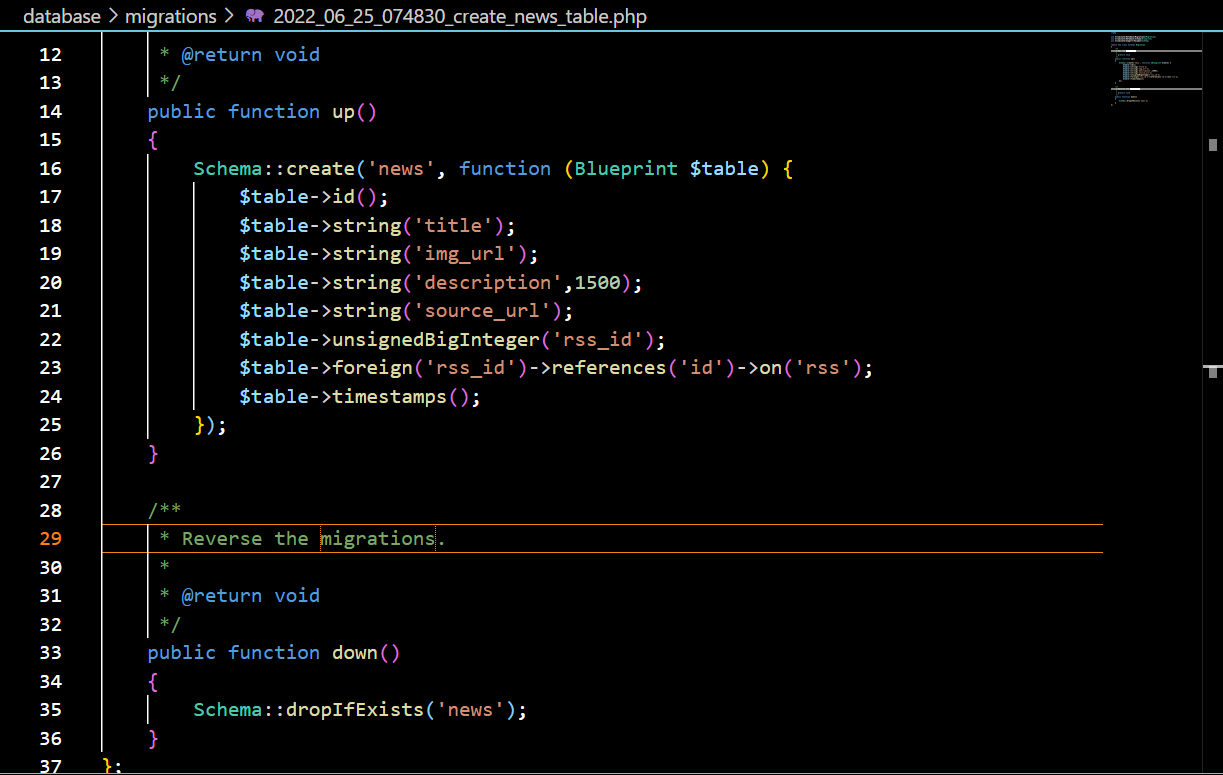 database > migrations > 2022_06_25_074830_create_news_table.php
12 * @return void
13 */
14 public function up()
15 {
16 Schema::create('news', function (Blueprint $table) {
17 $table->id();
18 $table->string('title');
19 $table->string('img_url');
20 $table->string('description',1500);
21 $table->string('source_url');
22 $table->unsignedBigInteger('rss_id');
23 $table->foreign('rss_id')->references('id')->on('rss');
24 $table->timestamps();
25 });
26 }
27
28 /**
29 * Reverse the migrations.
30 *
31 * @return void
32 */
33 public function down()
34 {
35 Schema::dropIfExists('news');
36 }
37 };